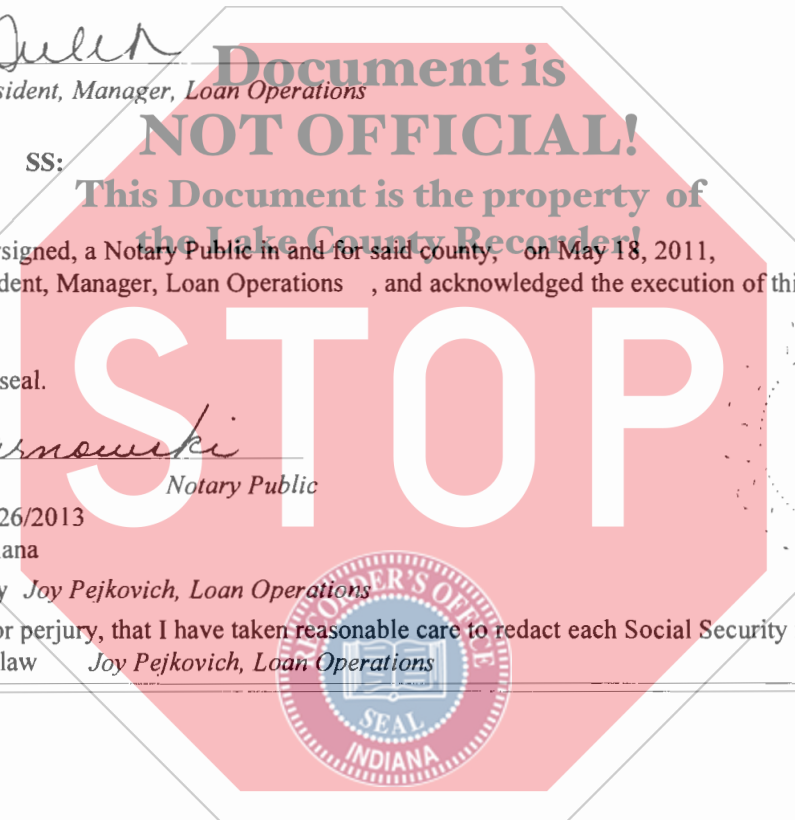 Document is
sident, Manager, Loan Operations
NOT OFFICIAL!
SS:
This Document is the property of
the Lake County Recorder!
rsigned, a Notary Public in and for said county, on May 18, 2011,
dent, Manager, Loan Operations , and acknowledged the execution of thi
STOP
seal.
rnowski
Notary Public
26/2013
iana
y Joy Pejkovich, Loan Operations
or perjury, that I have taken reasonable care to redact each Social Security
law Joy Pejkovich, Loan Operations
RECORDER'S OFFICE
SEAL
INDIANA